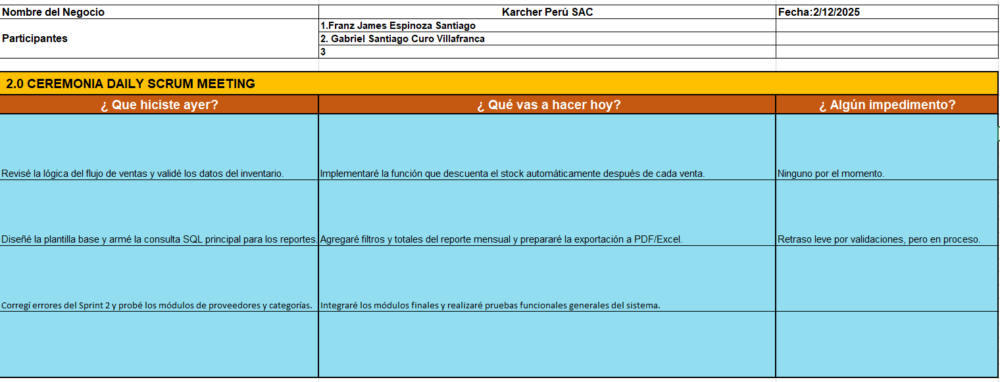 Nombre del Negocio Karcher Perú SAC Fecha:2/12/2025
Participantes
1.Franz James Espinoza Santiago
2. Gabriel Santiago Curo Villafranca
3
2.0 CEREMONIA DAILY SCRUM MEETING
¿ Que hiciste ayer? ¿ Qué vas a hacer hoy? ¿ Algún impedimento?
Revisé la lógica del flujo de ventas y validé los datos del inventario. Implementaré la función que descuenta el stock automáticamente después de cada venta. Ninguno por el momento.
Diseñé la plantilla base y armé la consulta SQL principal para los reportes. Agregaré filtros y totales del reporte mensual y prepararé la exportación a PDF/Excel. Retraso leve por validaciones, pero en proceso.
Corregí errores del Sprint 2 y probé los módulos de proveedores y categorías. Integraré los módulos finales y realizaré pruebas funcionales generales del sistema.